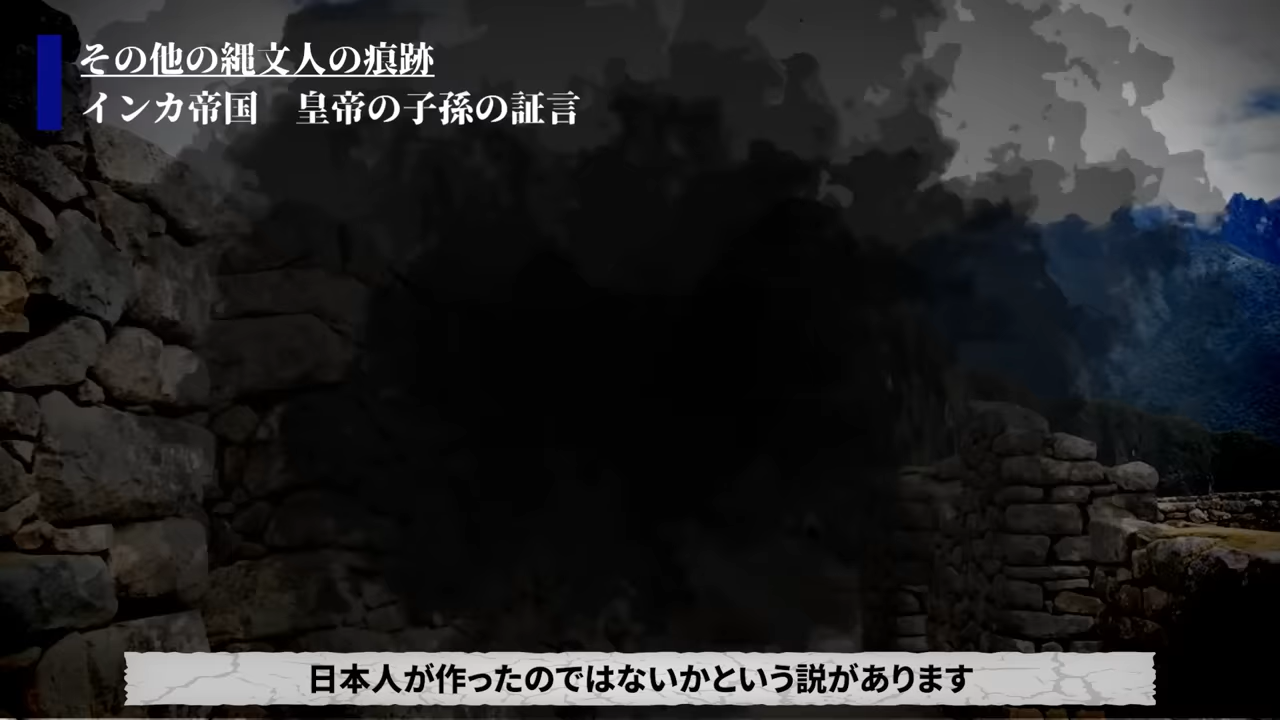 その他の縄文人の痕跡
インカ帝国　皇帝の子孫の証言
日本人が作ったのではないかという説があります